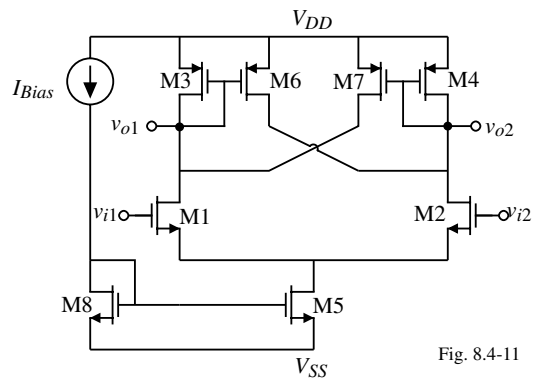 V_DD
M3
M6
M7
M4
I_Bias
v_o1
v_o2
v_i1
M1
M2
v_i2
M8
M5
V_SS
Fig. 8.4-11